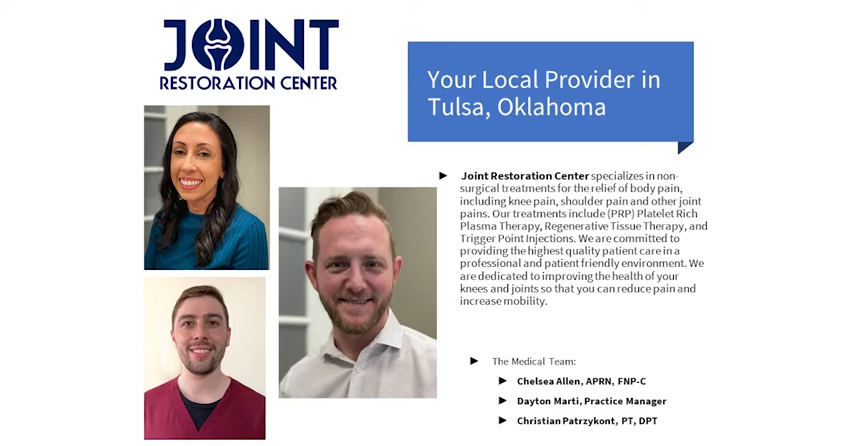 JOINT
RESTORATION CENTER
Your Local Provider in
Tulsa, Oklahoma
► Joint Restoration Center specializes in non-
surgical treatments for the relief of body pain,
including knee pain, shoulder pain and other joint
pains. Our treatments include (PRP) Platelet Rich
Plasma Therapy, Regenerative Tissue Therapy, and
Trigger Point Injections. We are committed to
providing the highest quality patient care in a
professional and patient friendly environment. We
are dedicated to improving the health of your
knees and joints so that you can reduce pain and
increase mobility.
► The Medical Team:
► Chelsea Allen, APRN, FNP-C
► Dayton Marti, Practice Manager
► Christian Patrzykont, PT, DPT